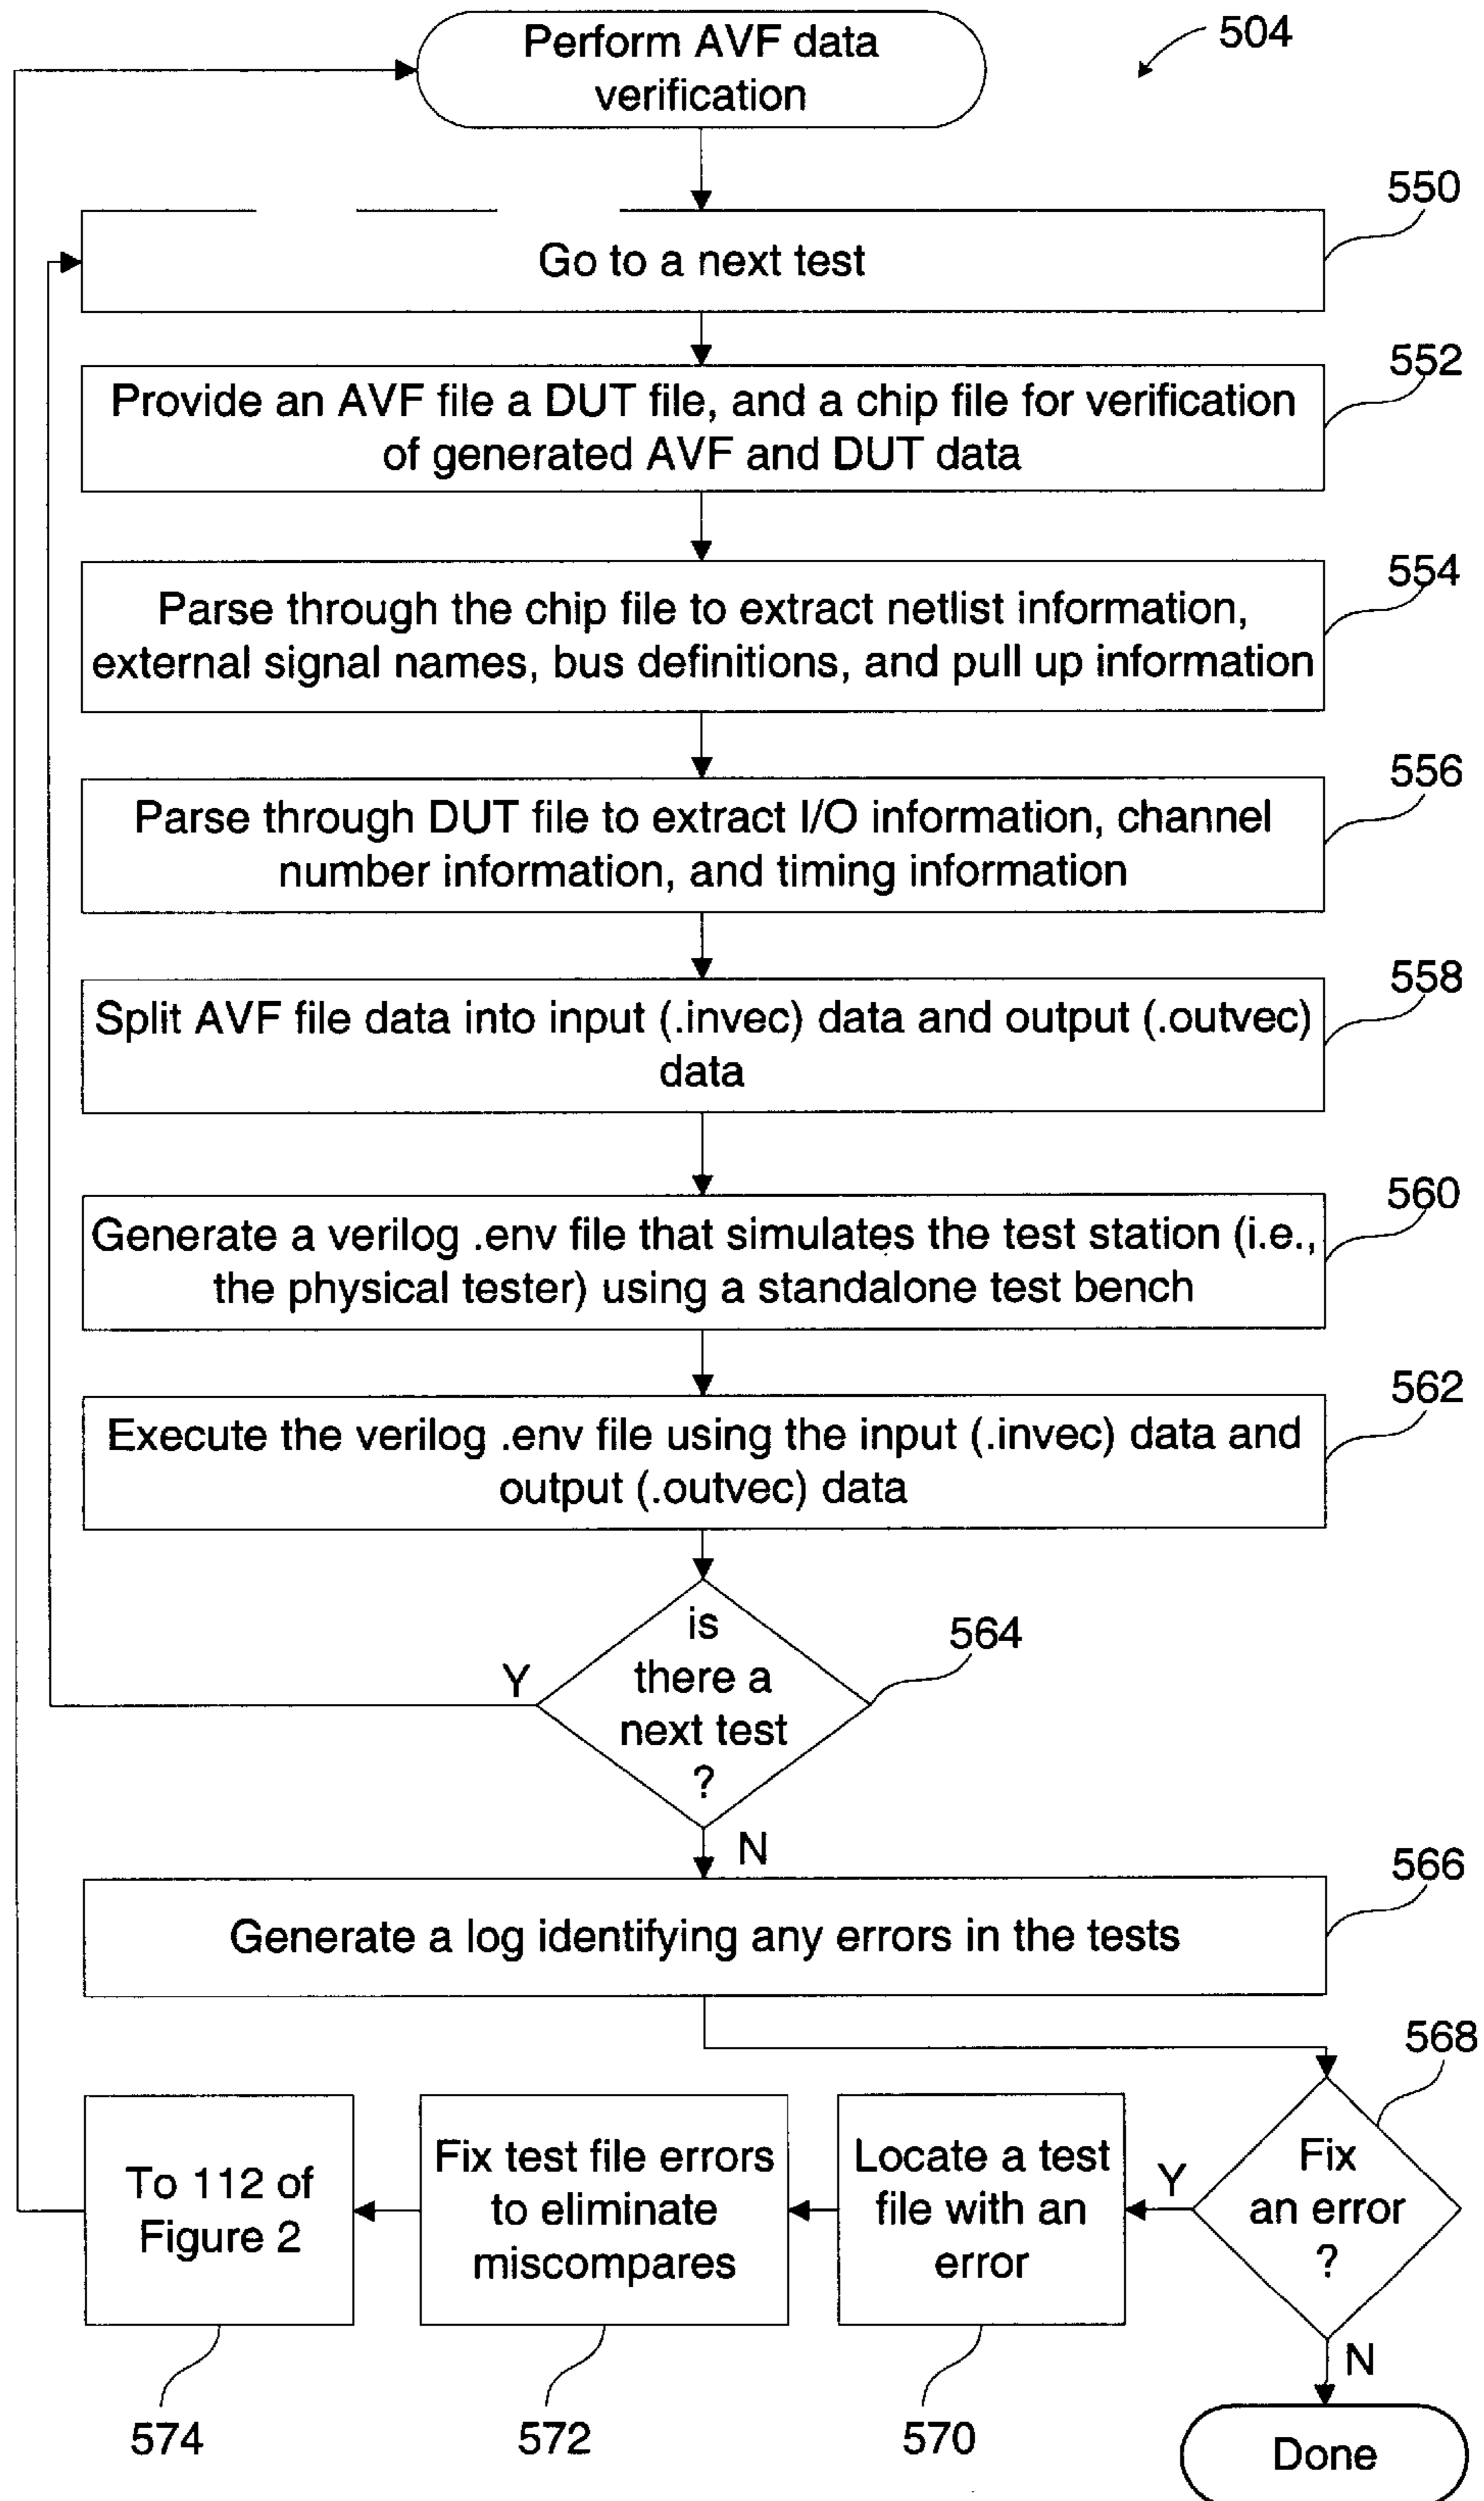 Perform AVF data
verification
504
550
Go to a next test
552
Provide an AVF file a DUT file, and a chip file for verification
of generated AVF and DUT data
554
Parse through the chip file to extract netlist information,
external signal names, bus definitions, and pull up information
556
Parse through DUT file to extract I/O information, channel
number information, and timing information
558
Split AVF file data into input (.invec) data and output (.outvec)
data
560
Generate a verilog .env file that simulates the test station (i.e.,
the physical tester) using a standalone test bench
562
Execute the verilog .env file using the input (.invec) data and
output (.outvec) data
is
there a
next test
?
564
Y
N
566
Generate a log identifying any errors in the tests
568
Fix
an error
?
Y
Locate a test
file with an
error
Fix test file errors
to eliminate
miscompares
To 112 of
Figure 2
N
574
572
570
Done